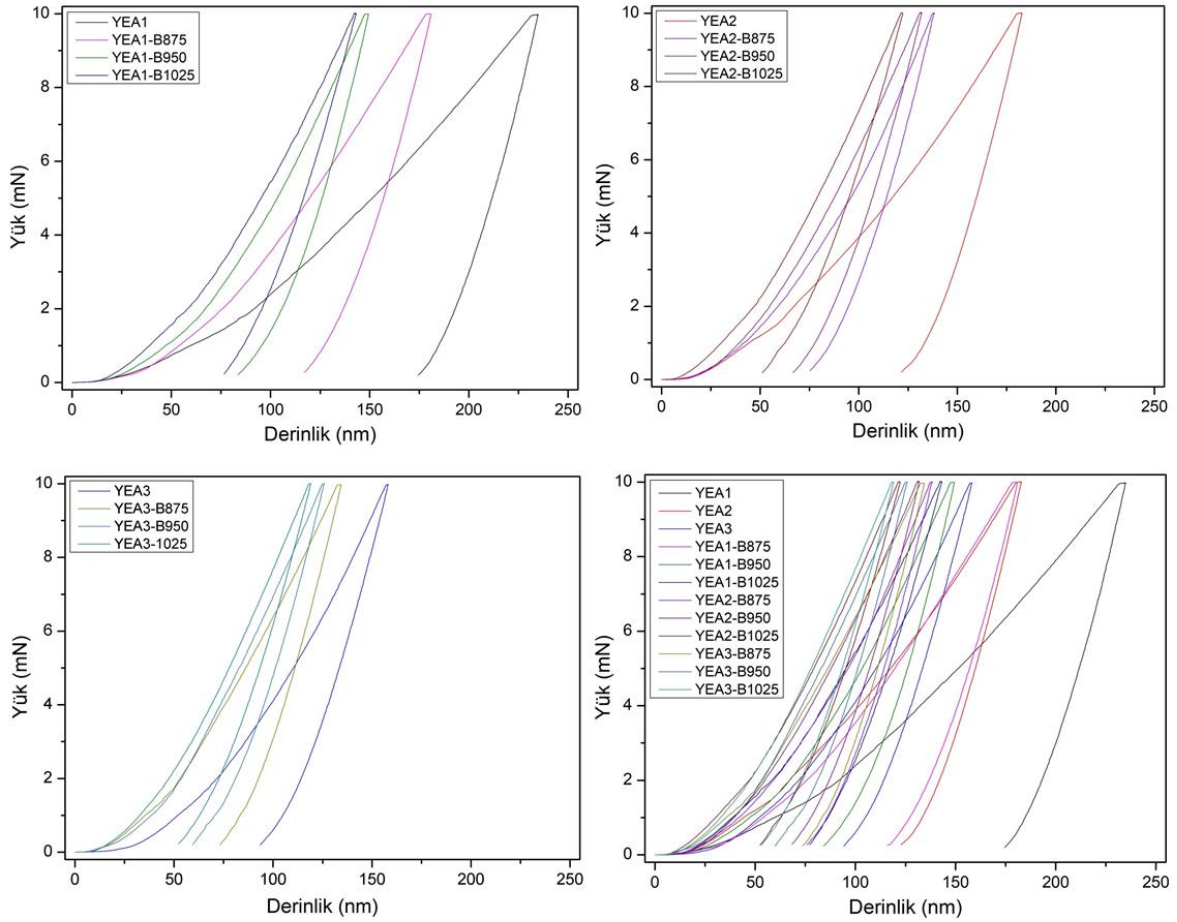 YEA1
YEA1-B875
YEA1-B950
YEA1-B1025
Yük (mN)
10
8
6
4
2
0
0 50 100 150 200 250
Derinlik (nm)
YEA2
YEA2-B875
YEA2-B950
YEA2-B1025
Yük (mN)
10
8
6
4
2
0
0 50 100 150 200 250
Derinlik (nm)
YEA3
YEA3-B875
YEA3-B950
YEA3-1025
Yük (mN)
10
8
6
4
2
0
0 50 100 150 200 250
Derinlik (nm)
YEA1
YEA2
YEA3
YEA1-B875
YEA1-B950
YEA1-B1025
YEA2-B875
YEA2-B950
YEA2-B1025
YEA3-B875
YEA3-B950
YEA3-B1025
Yük (mN)
10
8
6
4
2
0
0 50 100 150 200 250
Derinlik (nm)